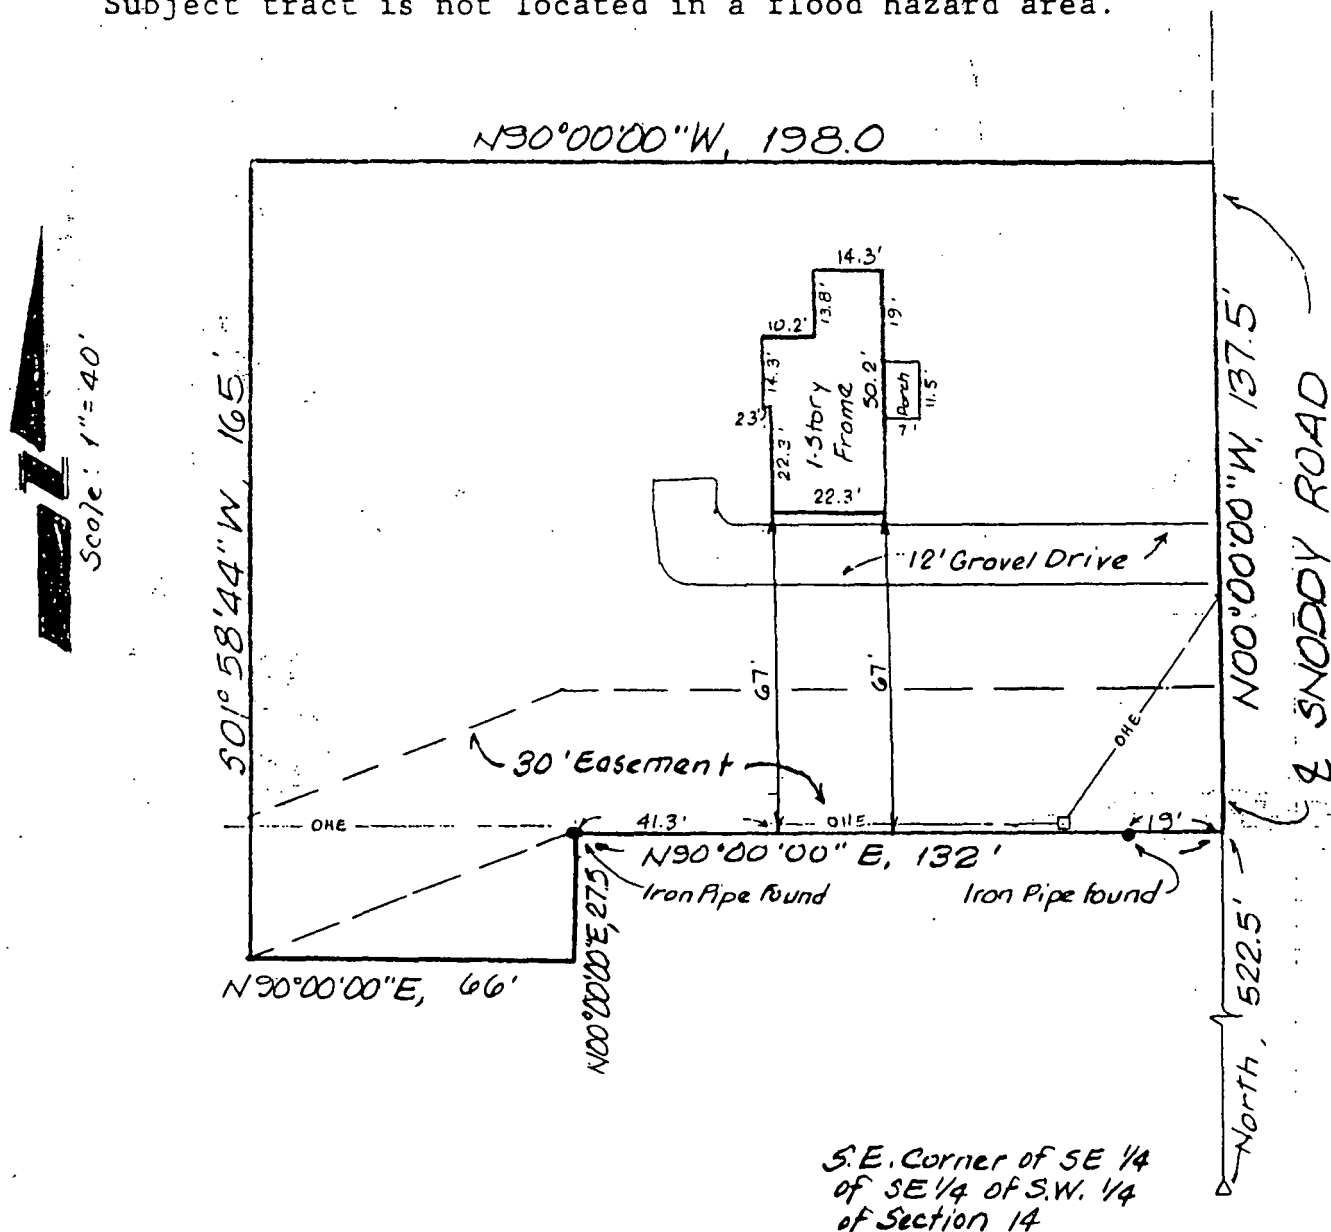 Subject tract is not located in a flood hazard area.
N90°00'00"W, 198.0
Scale: 1"=40'
S01°58'44"W, 165'
14.3'
13.8'
19'
10.2'
14.3'
23'
22.3'
1-Story
Frame
50.2'
Porch
11.5'
7'
22.3'
12' Gravel Drive
N00°00'00"W, 137.5'
℄ SNODDY ROAD
67'
67'
OHE
30' Easement
OHE
41.3'
OHE
19'
N90°00'00"E, 132'
Iron Pipe found
Iron Pipe found
N00°00'00"E, 27.5'
N90°00'00"E, 66'
North, 522.5'
S.E. Corner of SE 1/4
of SE 1/4 of S.W. 1/4
of Section 14